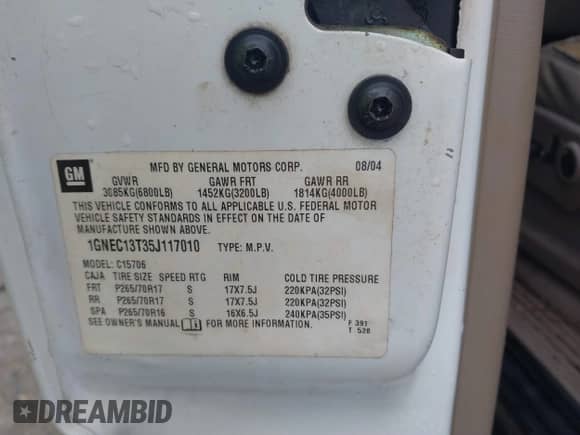 GM
MFD BY GENERAL MOTORS CORP. 08/04
GVWR GAWR FRT GAWR RR
3085KG(6800LB) 1452KG(3200LB) 1814KG(4000LB)
THIS VEHICLE CONFORMS TO ALL APPLICABLE U.S. FEDERAL MOTOR
VEHICLE SAFETY STANDARDS IN EFFECT ON THE DATE OF
MANUFACTURE SHOWN ABOVE.
1GNEC13T35J117010 TYPE: M.P.V.
MODEL: C15706
CAJA TIRE SIZE SPEED RTG RIM COLD TIRE PRESSURE
FRT P265/70R17 S 17X7.5J 220KPA(32PSI)
RR P265/70R17 S 17X7.5J 220KPA(32PSI)
SPA P265/70R16 S 16X6.5J 240KPA(35PSI)
SEE OWNER'S MANUAL FOR MORE INFORMATION.
F 391
T 528
DREAMBID